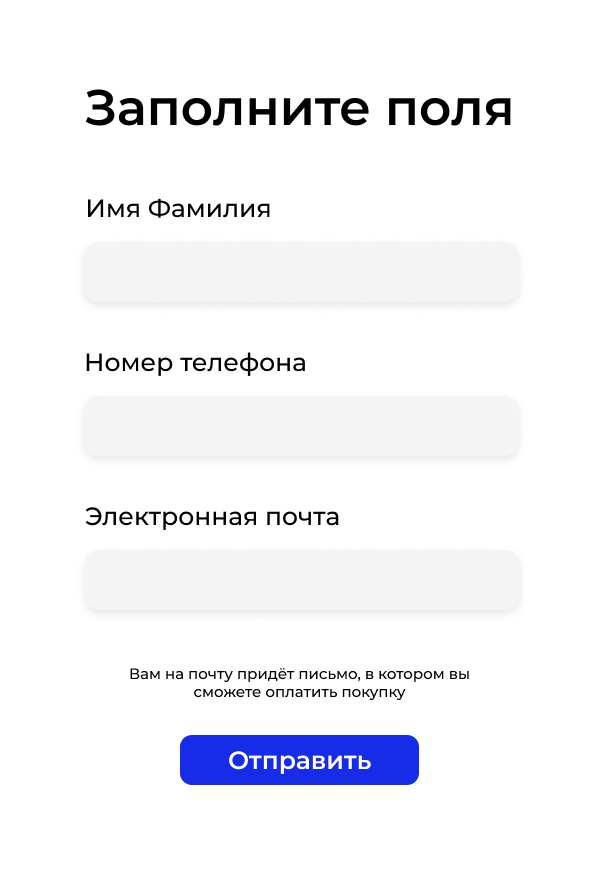 Заполните поля
Имя Фамилия
Номер телефона
Электронная почта
Вам на почту придёт письмо, в котором вы
сможете оплатить покупку
Отправить